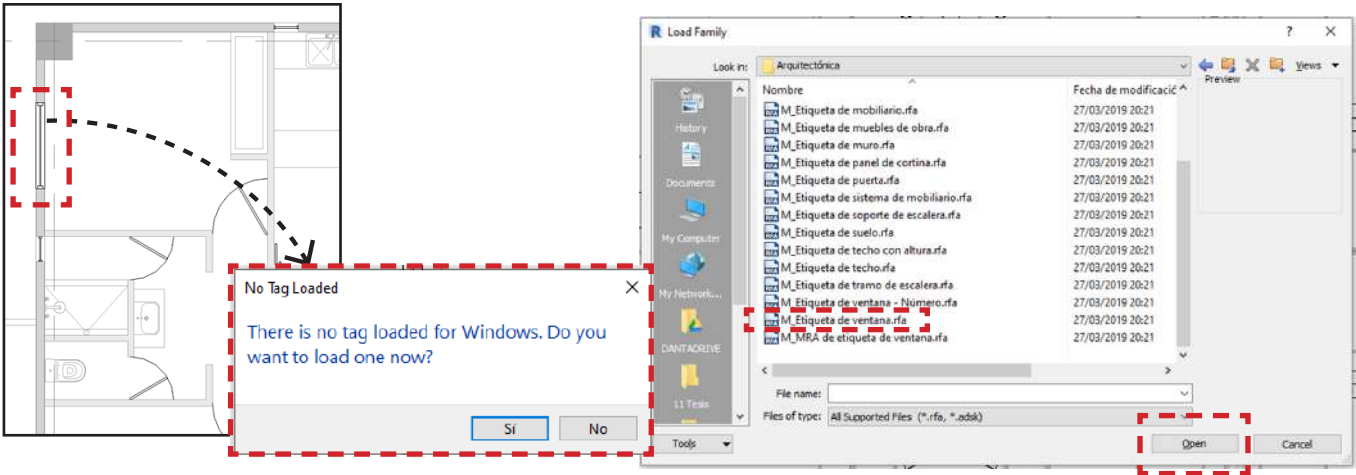 No Tag Loaded
There is no tag loaded for Windows. Do you
want to load one now?
Sí
No
Load Family
?
Look in:
Arquitectónica
Views
Preview
History
Documents
My Computer
My Network...
DANTADRIVE
11 Tesis
Nombre
Fecha de modificació
M_Etiqueta de mobiliario.rfa 27/03/2019 20:21
M_Etiqueta de muebles de obra.rfa 27/03/2019 20:21
M_Etiqueta de muro.rfa 27/03/2019 20:21
M_Etiqueta de panel de cortina.rfa 27/03/2019 20:21
M_Etiqueta de puerta.rfa 27/03/2019 20:21
M_Etiqueta de sistema de mobiliario.rfa 27/03/2019 20:21
M_Etiqueta de soporte de escalera.rfa 27/03/2019 20:21
M_Etiqueta de suelo.rfa 27/03/2019 20:21
M_Etiqueta de techo con altura.rfa 27/03/2019 20:21
M_Etiqueta de techo.rfa 27/03/2019 20:21
M_Etiqueta de tramo de escalera.rfa 27/03/2019 20:21
M_Etiqueta de ventana - Número.rfa 27/03/2019 20:21
M_Etiqueta de ventana.rfa 27/03/2019 20:21
M_MRA de etiqueta de ventana.rfa 27/03/2019 20:21
File name:
Files of type: All Supported Files (*.rfa, *.adsk)
Tools
Open
Cancel